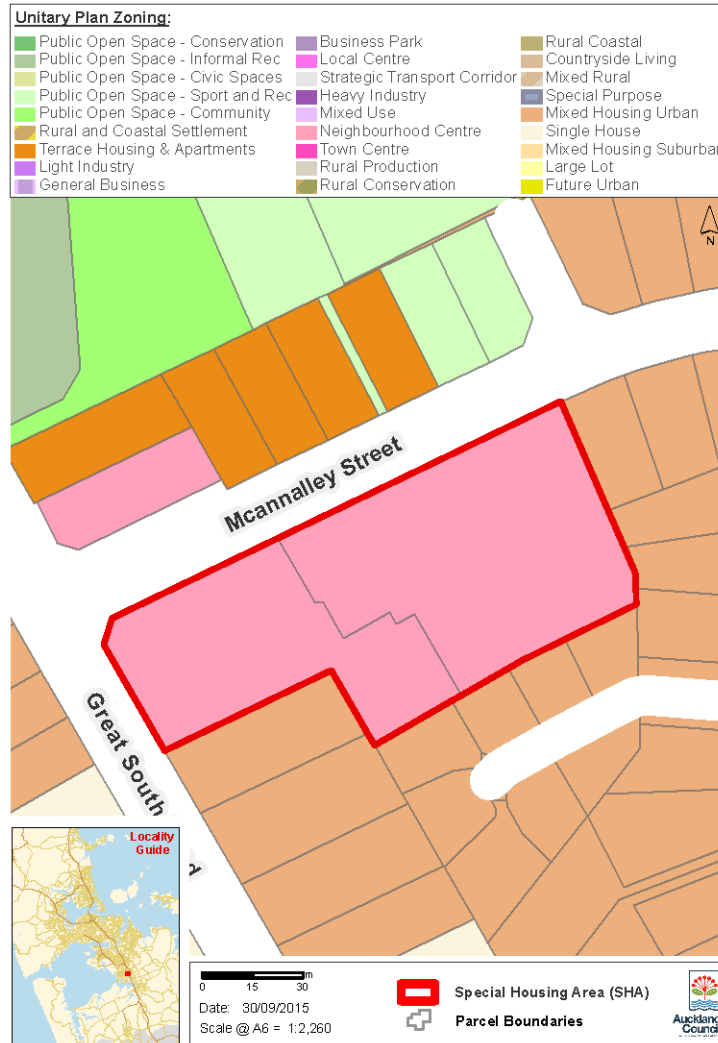 Unitary Plan Zoning:
Public Open Space - Conservation
Public Open Space - Informal Rec
Public Open Space - Civic Spaces
Public Open Space - Sport and Rec
Public Open Space - Community
Rural and Coastal Settlement
Terrace Housing & Apartments
Light Industry
General Business
Business Park
Local Centre
Strategic Transport Corridor
Heavy Industry
Mixed Use
Neighbourhood Centre
Town Centre
Rural Production
Rural Conservation
Rural Coastal
Countryside Living
Mixed Rural
Special Purpose
Mixed Housing Urban
Single House
Mixed Housing Suburban
Large Lot
Future Urban
N
Mcannalley Street
Great South
Locality
Guide
m
0 15 30
Date: 30/09/2015
Scale @ A6 = 1:2,260
Special Housing Area (SHA)
Parcel Boundaries
Auckland
Council